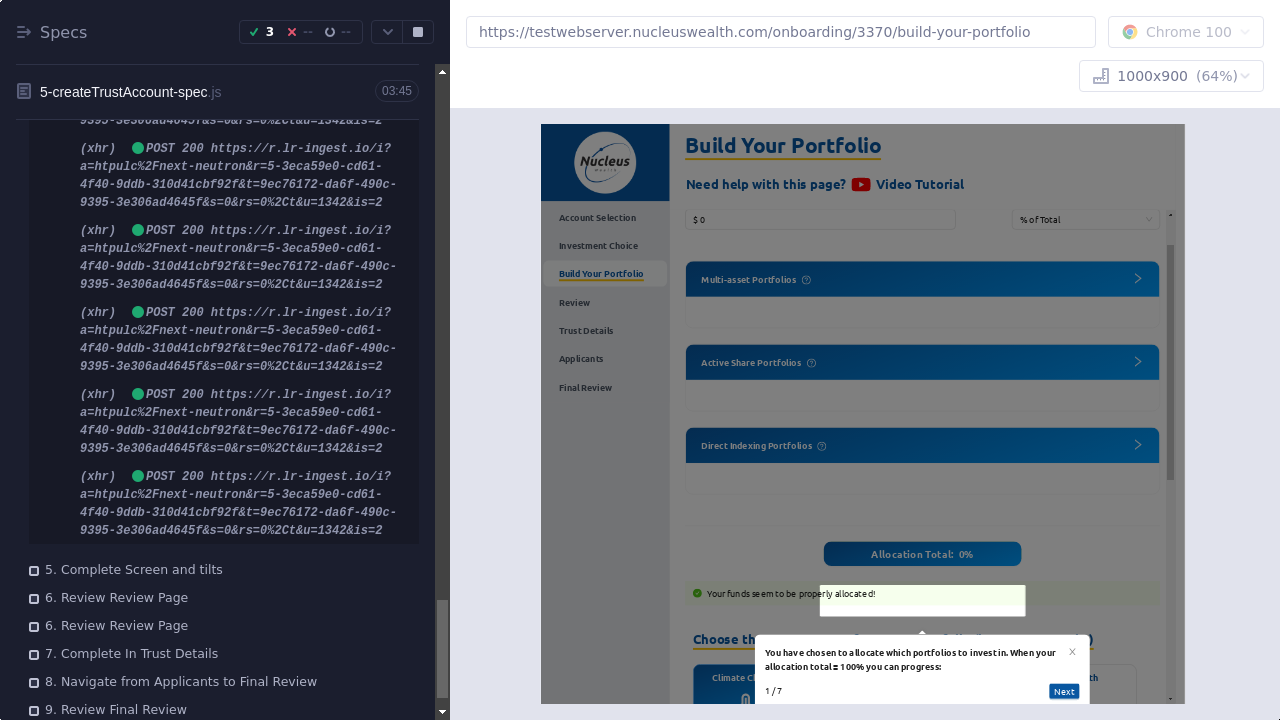 Specs
3
--
--
https://testwebserver.nucleuswealth.com/onboarding/3370/build-your-portfolio
Chrome 100
1000x900 (64%)
5-createTrustAccount-spec.js
03:45
9395-3e306ad4645f&s=0&rs=0%2Ct&u=1342&is=2
(xhr) POST 200 https://r.lr-ingest.io/i?
a=htpulc%2Fnext-neutron&r=5-3eca59e0-cd61-
4f40-9ddb-310d41cbf92f&t=9ec76172-da6f-490c-
9395-3e306ad4645f&s=0&rs=0%2Ct&u=1342&is=2
(xhr) POST 200 https://r.lr-ingest.io/i?
a=htpulc%2Fnext-neutron&r=5-3eca59e0-cd61-
4f40-9ddb-310d41cbf92f&t=9ec76172-da6f-490c-
9395-3e306ad4645f&s=0&rs=0%2Ct&u=1342&is=2
(xhr) POST 200 https://r.lr-ingest.io/i?
a=htpulc%2Fnext-neutron&r=5-3eca59e0-cd61-
4f40-9ddb-310d41cbf92f&t=9ec76172-da6f-490c-
9395-3e306ad4645f&s=0&rs=0%2Ct&u=1342&is=2
(xhr) POST 200 https://r.lr-ingest.io/i?
a=htpulc%2Fnext-neutron&r=5-3eca59e0-cd61-
4f40-9ddb-310d41cbf92f&t=9ec76172-da6f-490c-
9395-3e306ad4645f&s=0&rs=0%2Ct&u=1342&is=2
(xhr) POST 200 https://r.lr-ingest.io/i?
a=htpulc%2Fnext-neutron&r=5-3eca59e0-cd61-
4f40-9ddb-310d41cbf92f&t=9ec76172-da6f-490c-
9395-3e306ad4645f&s=0&rs=0%2Ct&u=1342&is=2
5. Complete Screen and tilts
6. Review Review Page
6. Review Review Page
7. Complete In Trust Details
8. Navigate from Applicants to Final Review
9. Review Final Review
Nucleus
wealth
Account Selection
Investment Choice
Build Your Portfolio
Review
Trust Details
Applicants
Final Review
Build Your Portfolio
Need help with this page? Video Tutorial
$ 0
% of Total
Multi-asset Portfolios
Active Share Portfolios
Direct Indexing Portfolios
Allocation Total: 0%
Your funds seem to be properly allocated!
Choose th
You have chosen to allocate which portfolios to invest in. When your
allocation total = 100% you can progress:
1 / 7
Next